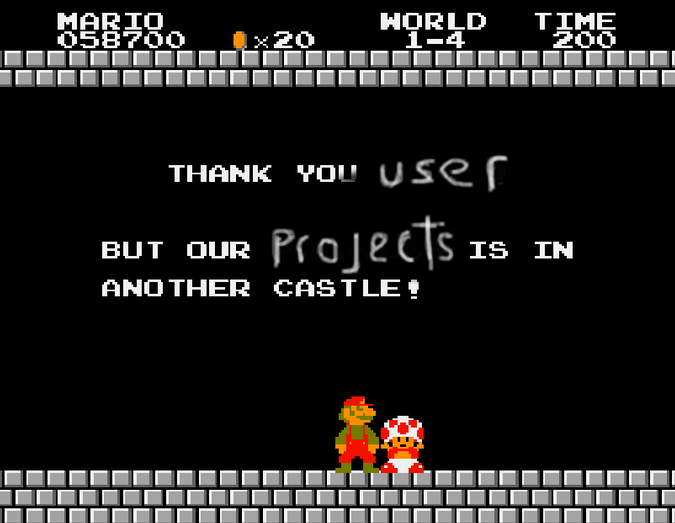 MARIO WORLD TIME
058700 ×20 1-4 200
THANK YOU user
BUT OUR projects IS IN
ANOTHER CASTLE!